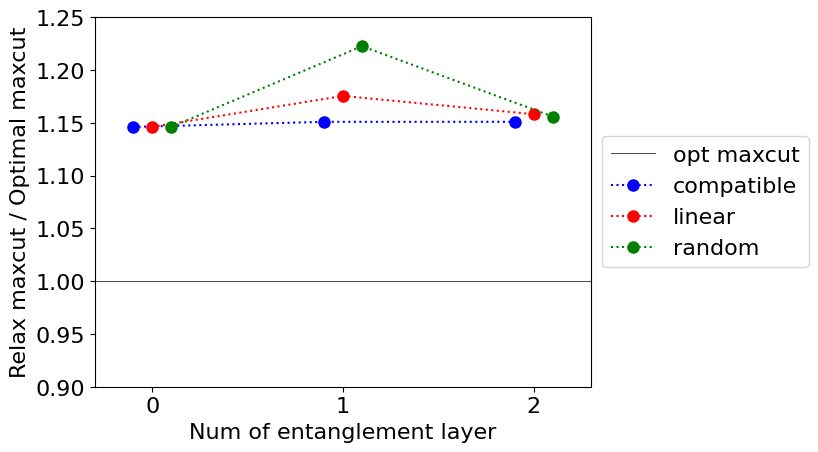 Relax maxcut / Optimal maxcut
1.25
1.20
1.15
1.10
1.05
1.00
0.95
0.90
0
1
2
Num of entanglement layer
opt maxcut
compatible
linear
random